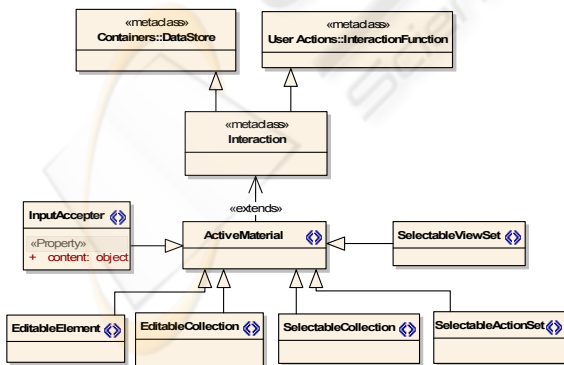 «metaclass»
Containers::DataStore
«metaclass»
User Actions::InteractionFunction
«metaclass»
Interaction
«extends»
InputAccepter
«Property»
+ content: object
ActiveMaterial
SelectableViewSet
EditableElement
EditableCollection
SelectableCollection
SelectableActionSet